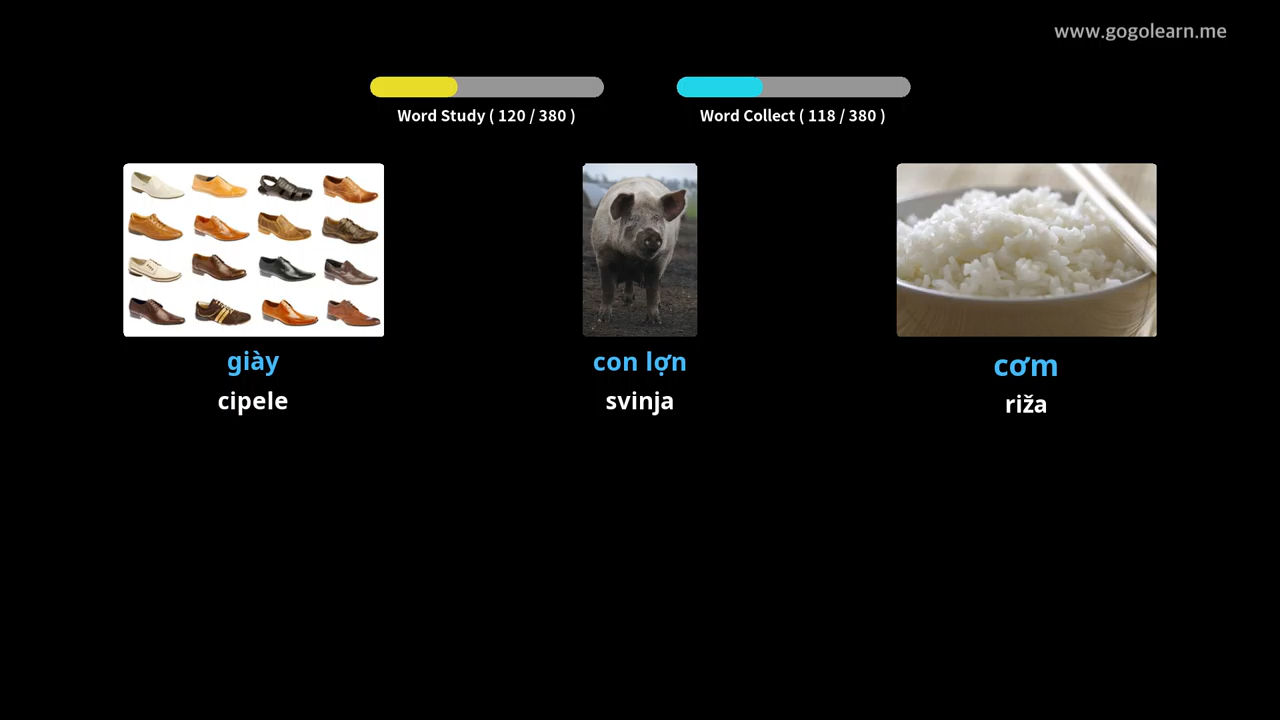 www.gogolearn.me
Word Study ( 120 / 380 )
Word Collect ( 118 / 380 )
giày
con lợn
cơm
cipele
svinja
riža